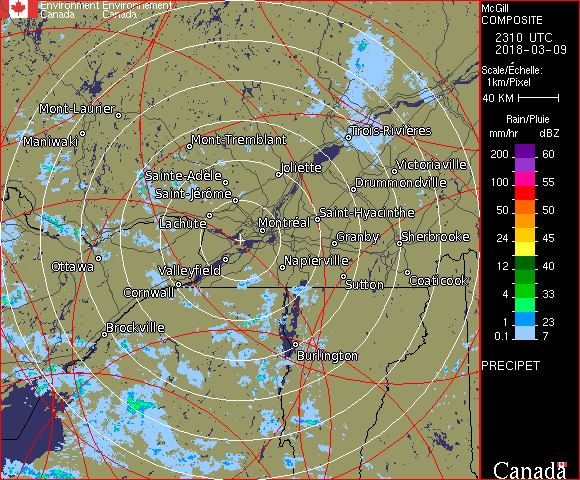 Environment Environnement
Canada Canada
McGill
COMPOSITE
2310 UTC
2018-03-09
Scale/Échelle:
1km/Pixel
40 KM
Rain/Pluie
mm/hr dBZ
200 60
100 55
50 50
24 45
12 40
4 33
1 23
0.1 7
PRECIPET
Canada
Mont-Laurier
Maniwaki
Mont-Tremblant
Trois-Rivières
Sainte-Adèle
Joliette
Victoriaville
Saint-Jérôme
Drummondville
Lachute
Montréal
Saint-Hyacinthe
Granby
Sherbrooke
Ottawa
Valleyfield
Napierville
Cornwall
Sutton
Coaticook
Brockville
Burlington